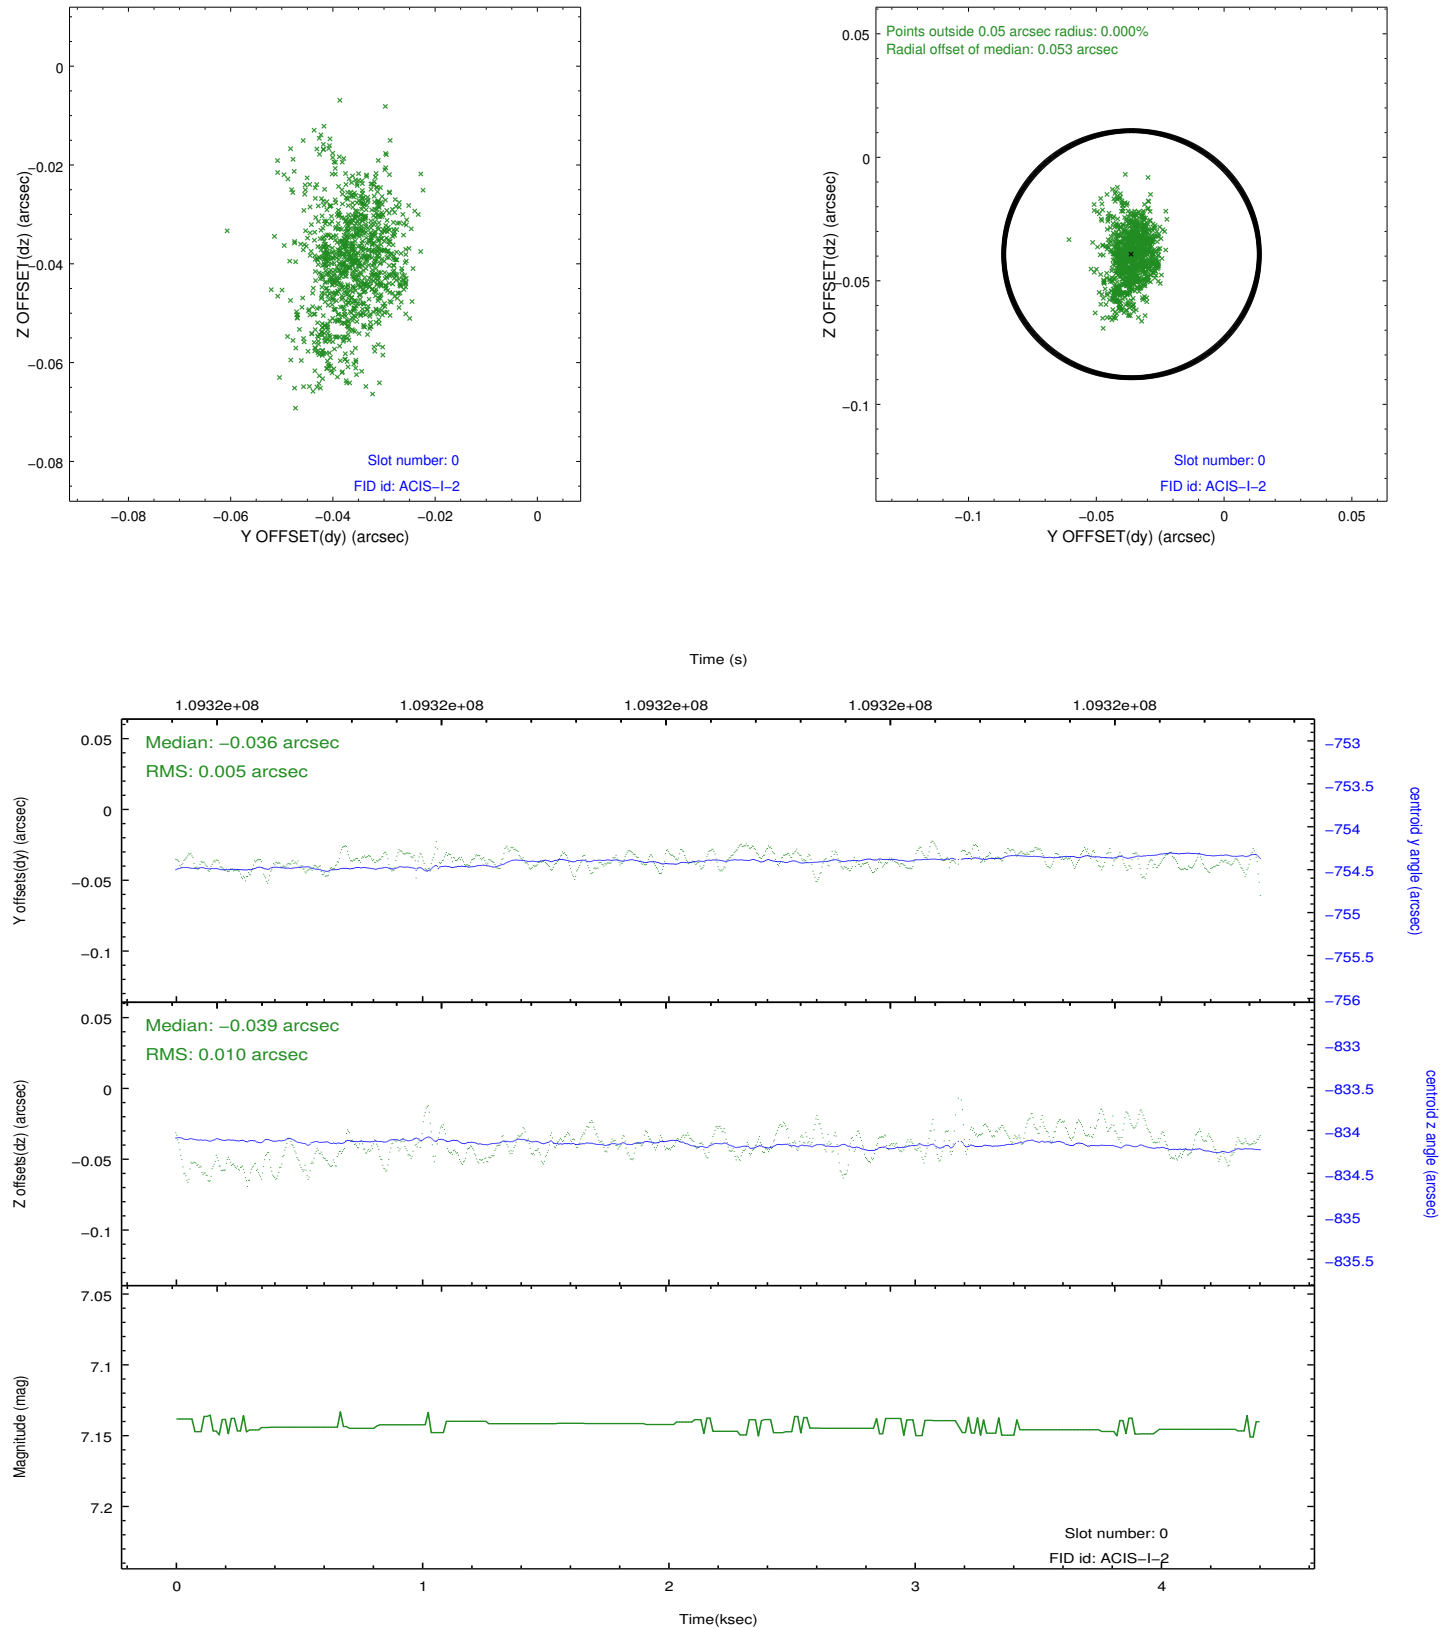 0
−0.02
−0.04
−0.06
−0.08
Z OFFSET(dz) (arcsec)
Slot number: 0
FID id: ACIS−I−2
−0.08
−0.06
−0.04
−0.02
0
Y OFFSET(dy) (arcsec)
Points outside 0.05 arcsec radius: 0.000%
Radial offset of median: 0.053 arcsec
0.05
0
−0.05
−0.1
Z OFFSET(dz) (arcsec)
Slot number: 0
FID id: ACIS−I−2
−0.1
−0.05
0
0.05
Y OFFSET(dy) (arcsec)
Time (s)
1.0932e+08
1.0932e+08
1.0932e+08
1.0932e+08
1.0932e+08
Median: −0.036 arcsec
RMS: 0.005 arcsec
0.05
0
−0.05
−0.1
Y offsets(dy) (arcsec)
−753
−753.5
−754
−754.5
−755
−755.5
−756
centroid y angle (arcsec)
Median: −0.039 arcsec
RMS: 0.010 arcsec
0.05
0
−0.05
−0.1
Z offsets(dz) (arcsec)
−833
−833.5
−834
−834.5
−835
−835.5
centroid z angle (arcsec)
7.05
7.1
7.15
7.2
Magnitude (mag)
Slot number: 0
FID id: ACIS−I−2
0
1
2
3
4
Time(ksec)